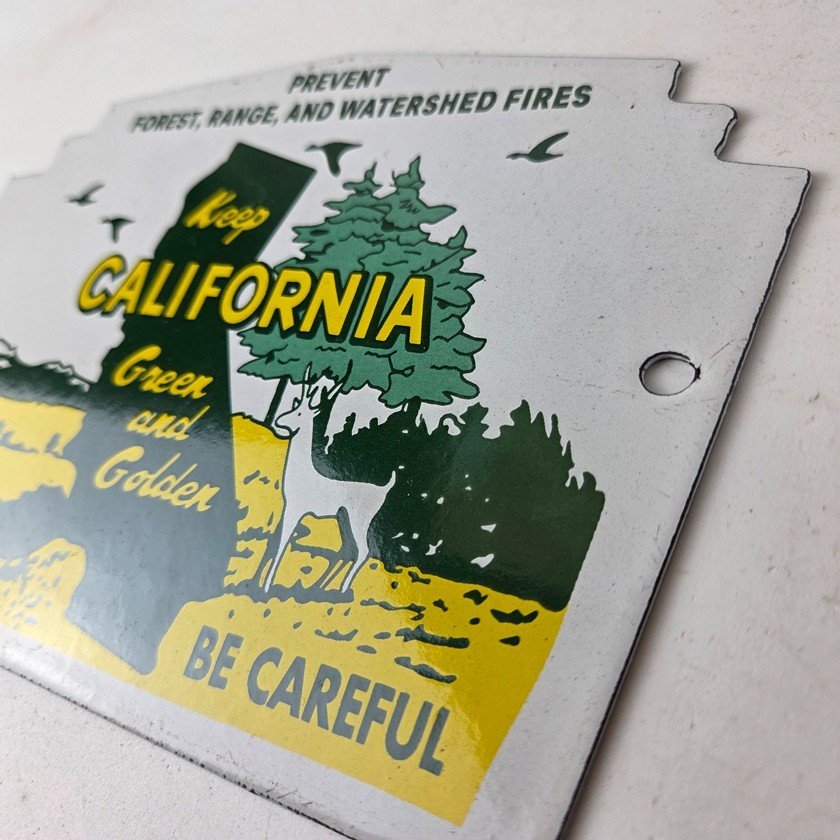 PREVENT
FOREST, RANGE, AND WATERSHED FIRES
Keep
CALIFORNIA
Green
and
Golden
BE CAREFUL